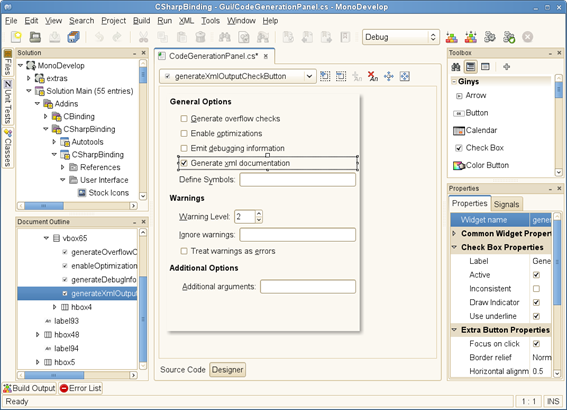 CSharpBinding - Gui/CodeGenerationPanel.cs - MonoDevelop
File Edit View Search Project Build Run XML Tools Window Help
Debug
Files
Unit Tests
Classes
Solution
MonoDevelop
extras
Solution Main (55 entries)
Addins
CBinding
CSharpBinding
Autotools
CSharpBinding
References
User Interface
Stock Icons
Document Outline
vbox65
generateOverflowC
enableOptimization
generateDebugInfo
generateXmlOutput
hbox4
label93
hbox48
label94
hbox5
CodeGenerationPanel.cs*
generateXmlOutputCheckButton
General Options
Generate overflow checks
Enable optimizations
Emit debugging information
Generate xml documentation
Define Symbols:
Warnings
Warning Level: 2
Ignore warnings:
Treat warnings as errors
Additional Options
Additional arguments:
Source Code Designer
Toolbox
Widgets
Arrow
Button
Calendar
Check Box
Color Button
Properties
Properties Signals
Widget name gener
Common Widget Propert
Check Box Properties
Label Gener
Active
Inconsistent
Draw Indicator
Use underline
Extra Button Properties
Focus on click
Border relief Norm
Horizontal alignm 0.5
Build Output Error List
Ready 1 : 1 INS